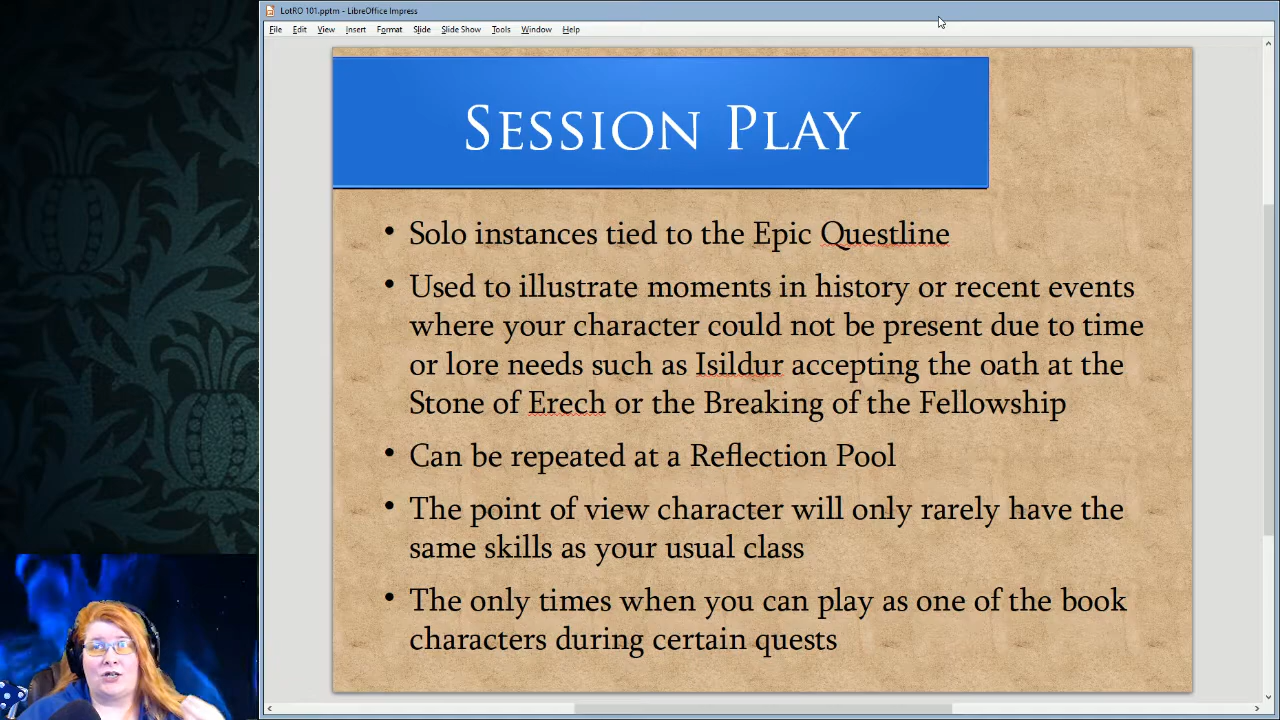 LotRO 101.pptm - LibreOffice Impress
File Edit View Insert Format Slide Slide Show Tools Window Help
Session Play
• Solo instances tied to the Epic Questline
• Used to illustrate moments in history or recent events
where your character could not be present due to time
or lore needs such as Isildur accepting the oath at the
Stone of Erech or the Breaking of the Fellowship
• Can be repeated at a Reflection Pool
• The point of view character will only rarely have the
same skills as your usual class
• The only times when you can play as one of the book
characters during certain quests